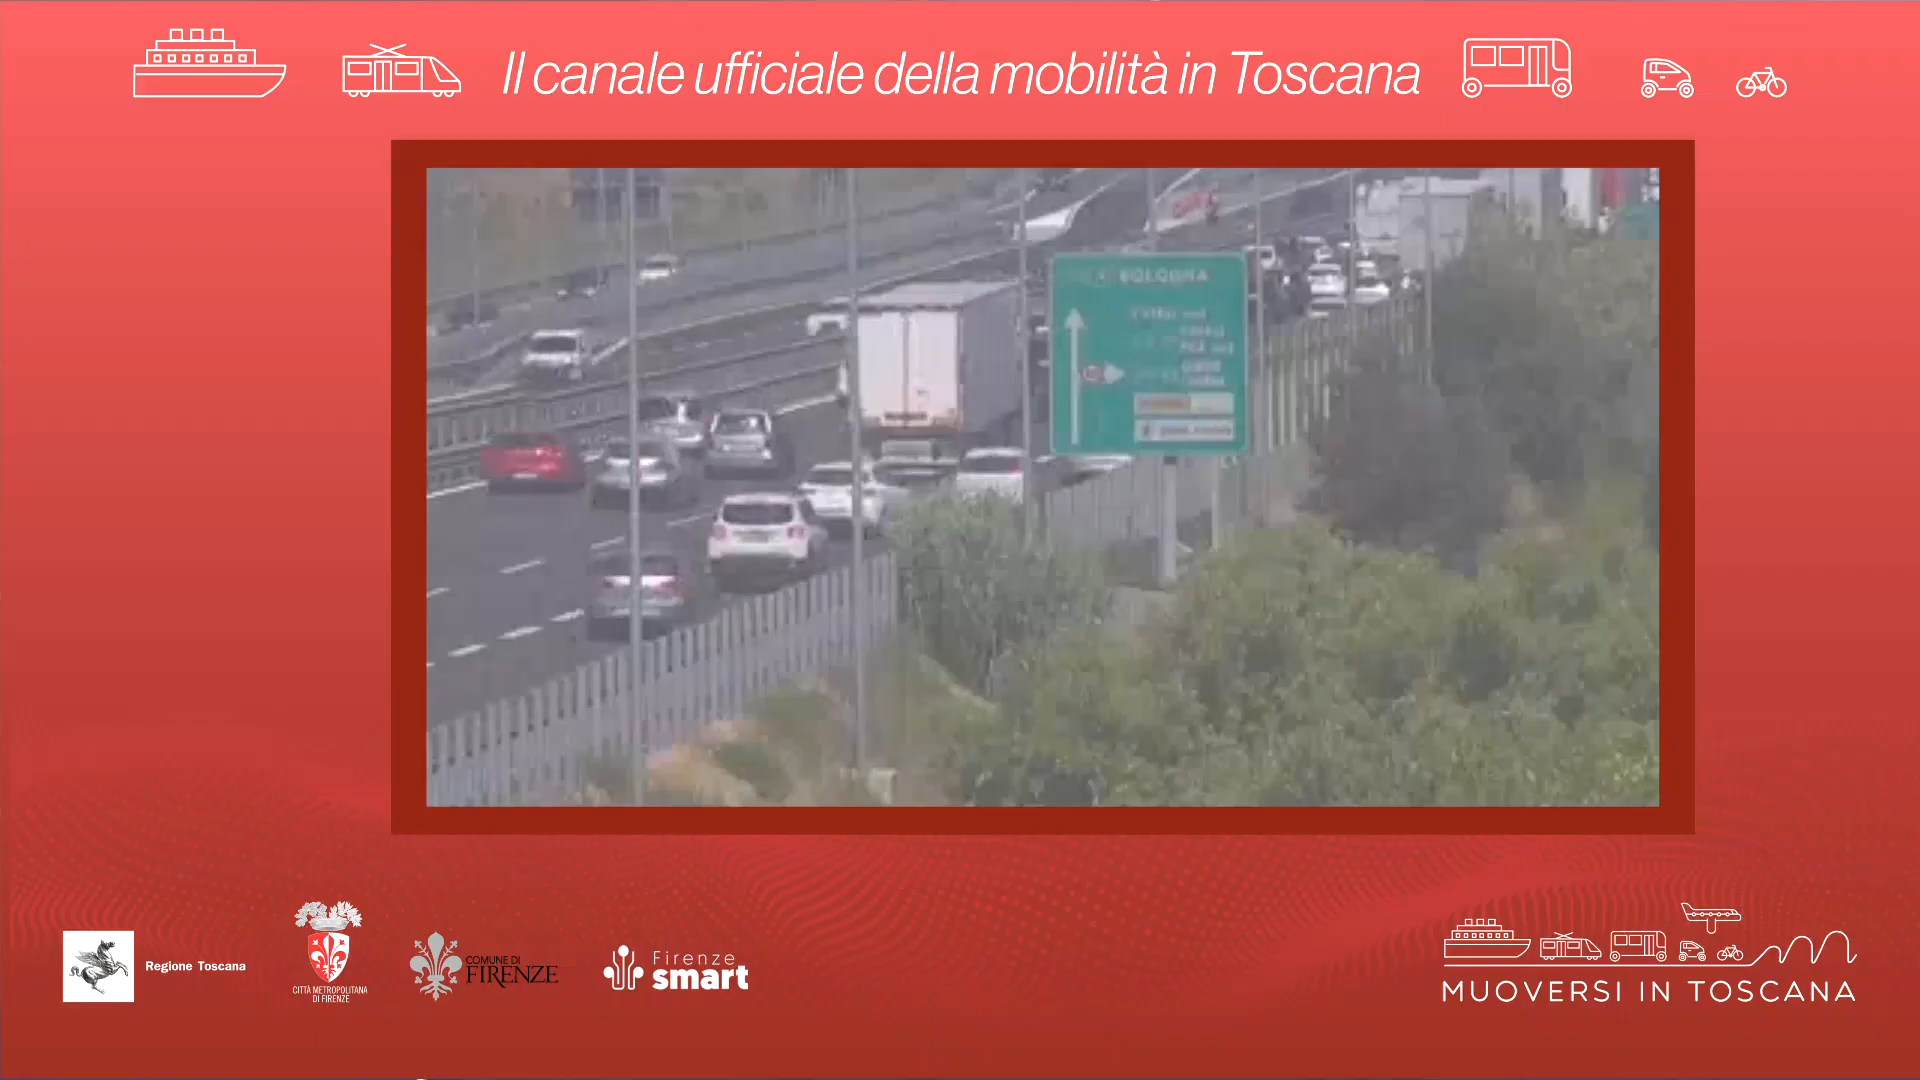 Il canale ufficiale della mobilità in Toscana
BOLOGNA
Regione Toscana
CITTÀ METROPOLITANA
DI FIRENZE
COMUNE DI
FIRENZE
Firenze
smart
MUOVERSI IN TOSCANA